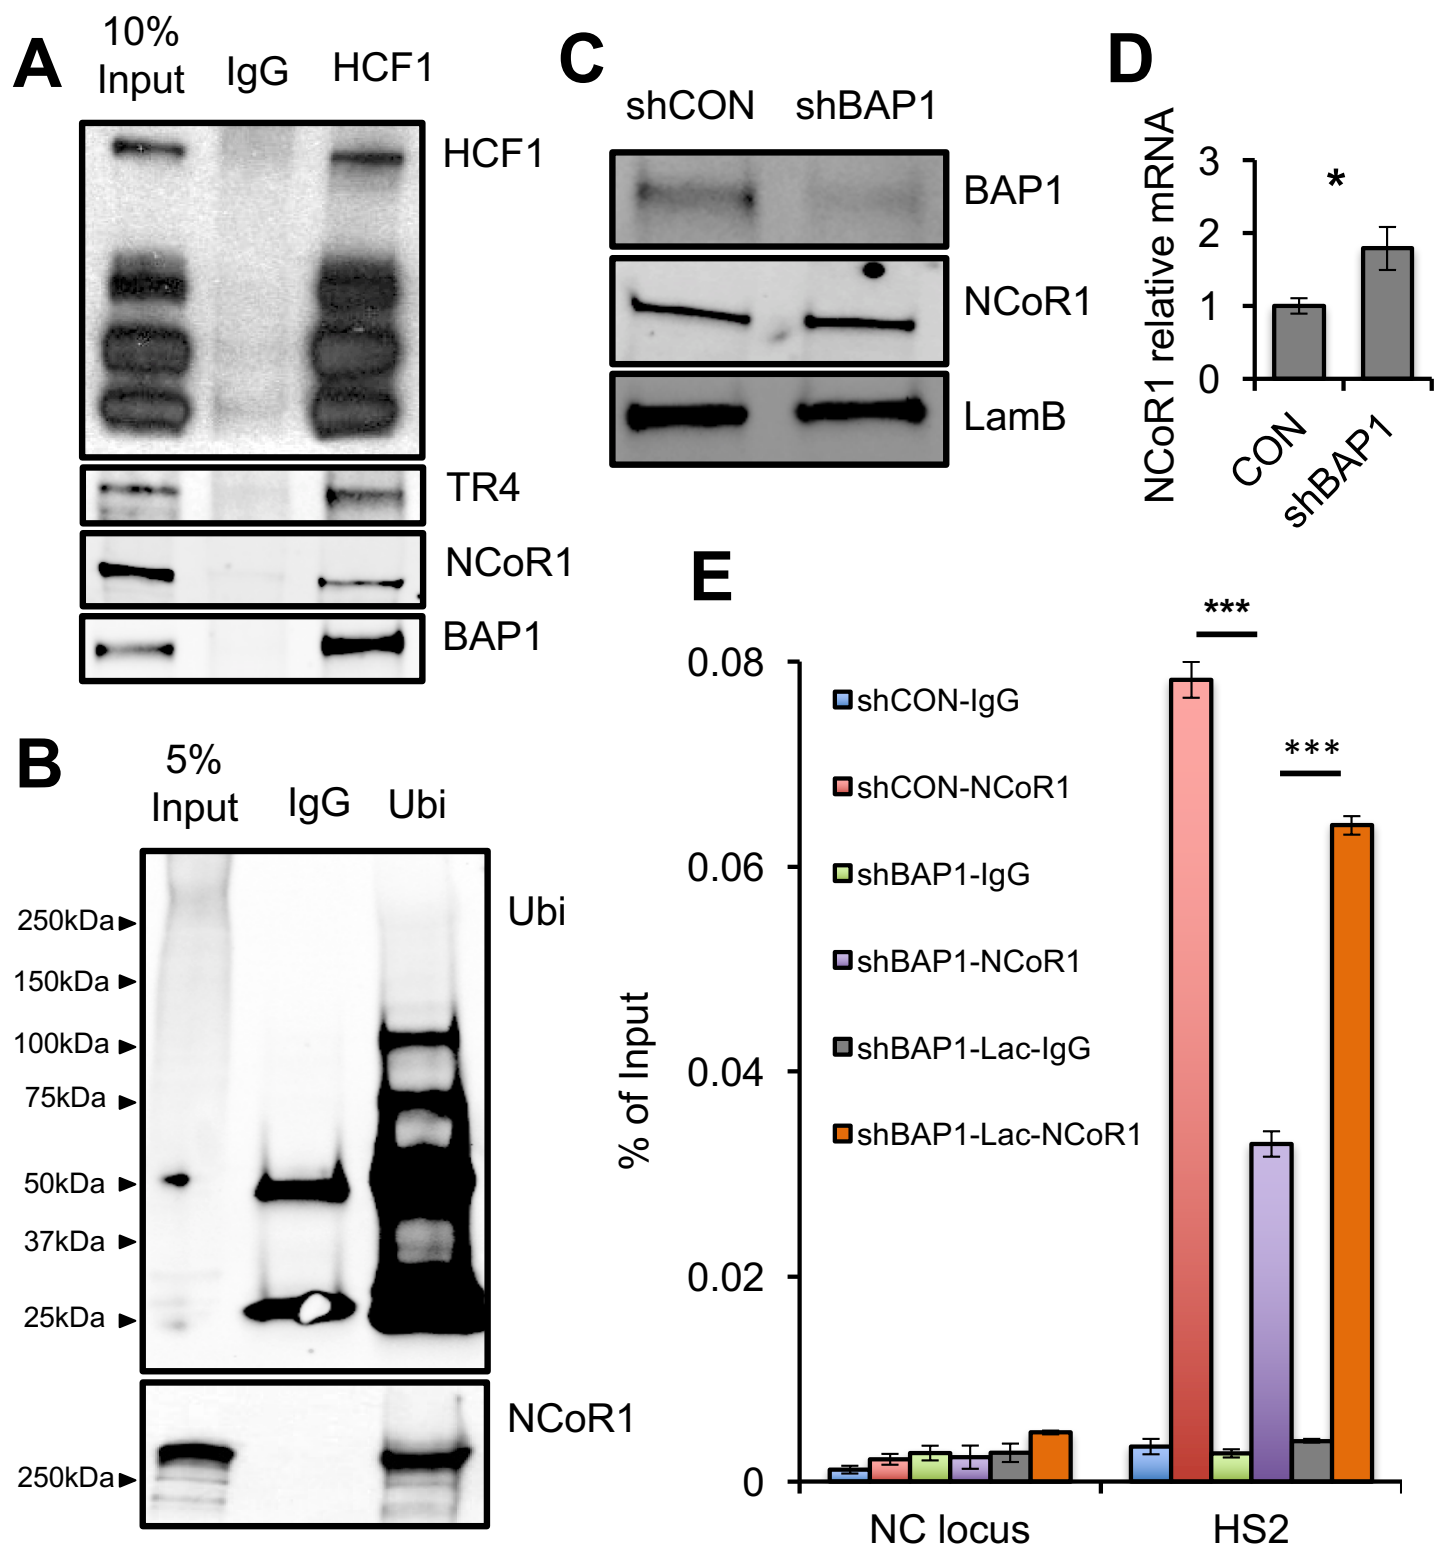 A
10%
Input
IgG
HCF1
HCF1
TR4
NCoR1
BAP1
B
5%
Input
IgG
Ubi
250kDa
150kDa
100kDa
75kDa
50kDa
37kDa
25kDa
Ubi
250kDa
NCoR1
C
shCON
shBAP1
BAP1
NCoR1
LamB
D
NCoR1 relative mRNA
3
2
1
0
*
CON
shBAP1
E
% of Input
0.08
0.06
0.04
0.02
0
shCON-IgG
shCON-NCoR1
shBAP1-IgG
shBAP1-NCoR1
shBAP1-Lac-IgG
shBAP1-Lac-NCoR1
***
***
NC locus
HS2